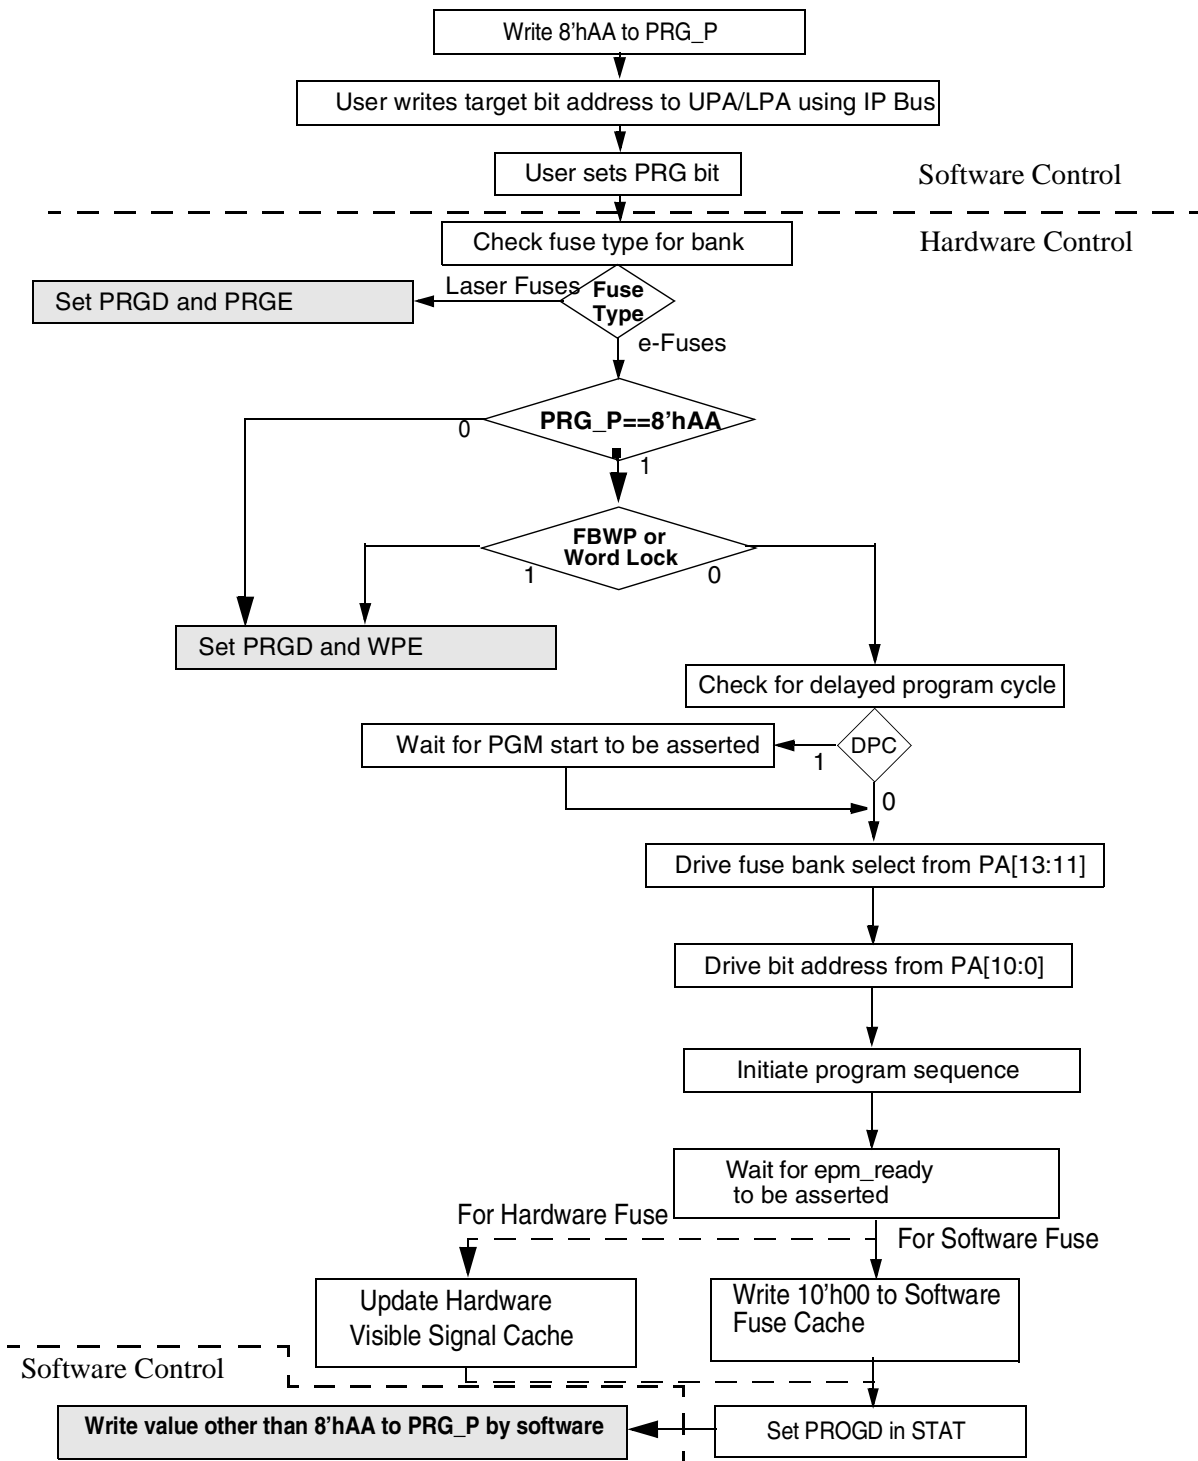 Write 8'hAA to PRG_P
User writes target bit address to UPA/LPA using IP Bus
User sets PRG bit
Software Control
Hardware Control
Check fuse type for bank
Laser Fuses
Fuse
Type
Set PRGD and PRGE
e-Fuses
PRG_P==8'hAA
0
1
FBWP or
Word Lock
1
0
Set PRGD and WPE
Check for delayed program cycle
Wait for PGM start to be asserted
DPC
1
0
Drive fuse bank select from PA[13:11]
Drive bit address from PA[10:0]
Initiate program sequence
Wait for epm_ready
to be asserted
For Hardware Fuse
For Software Fuse
Update Hardware
Visible Signal Cache
Write 10'h00 to Software
Fuse Cache
Software Control
Write value other than 8'hAA to PRG_P by software
Set PROGD in STAT